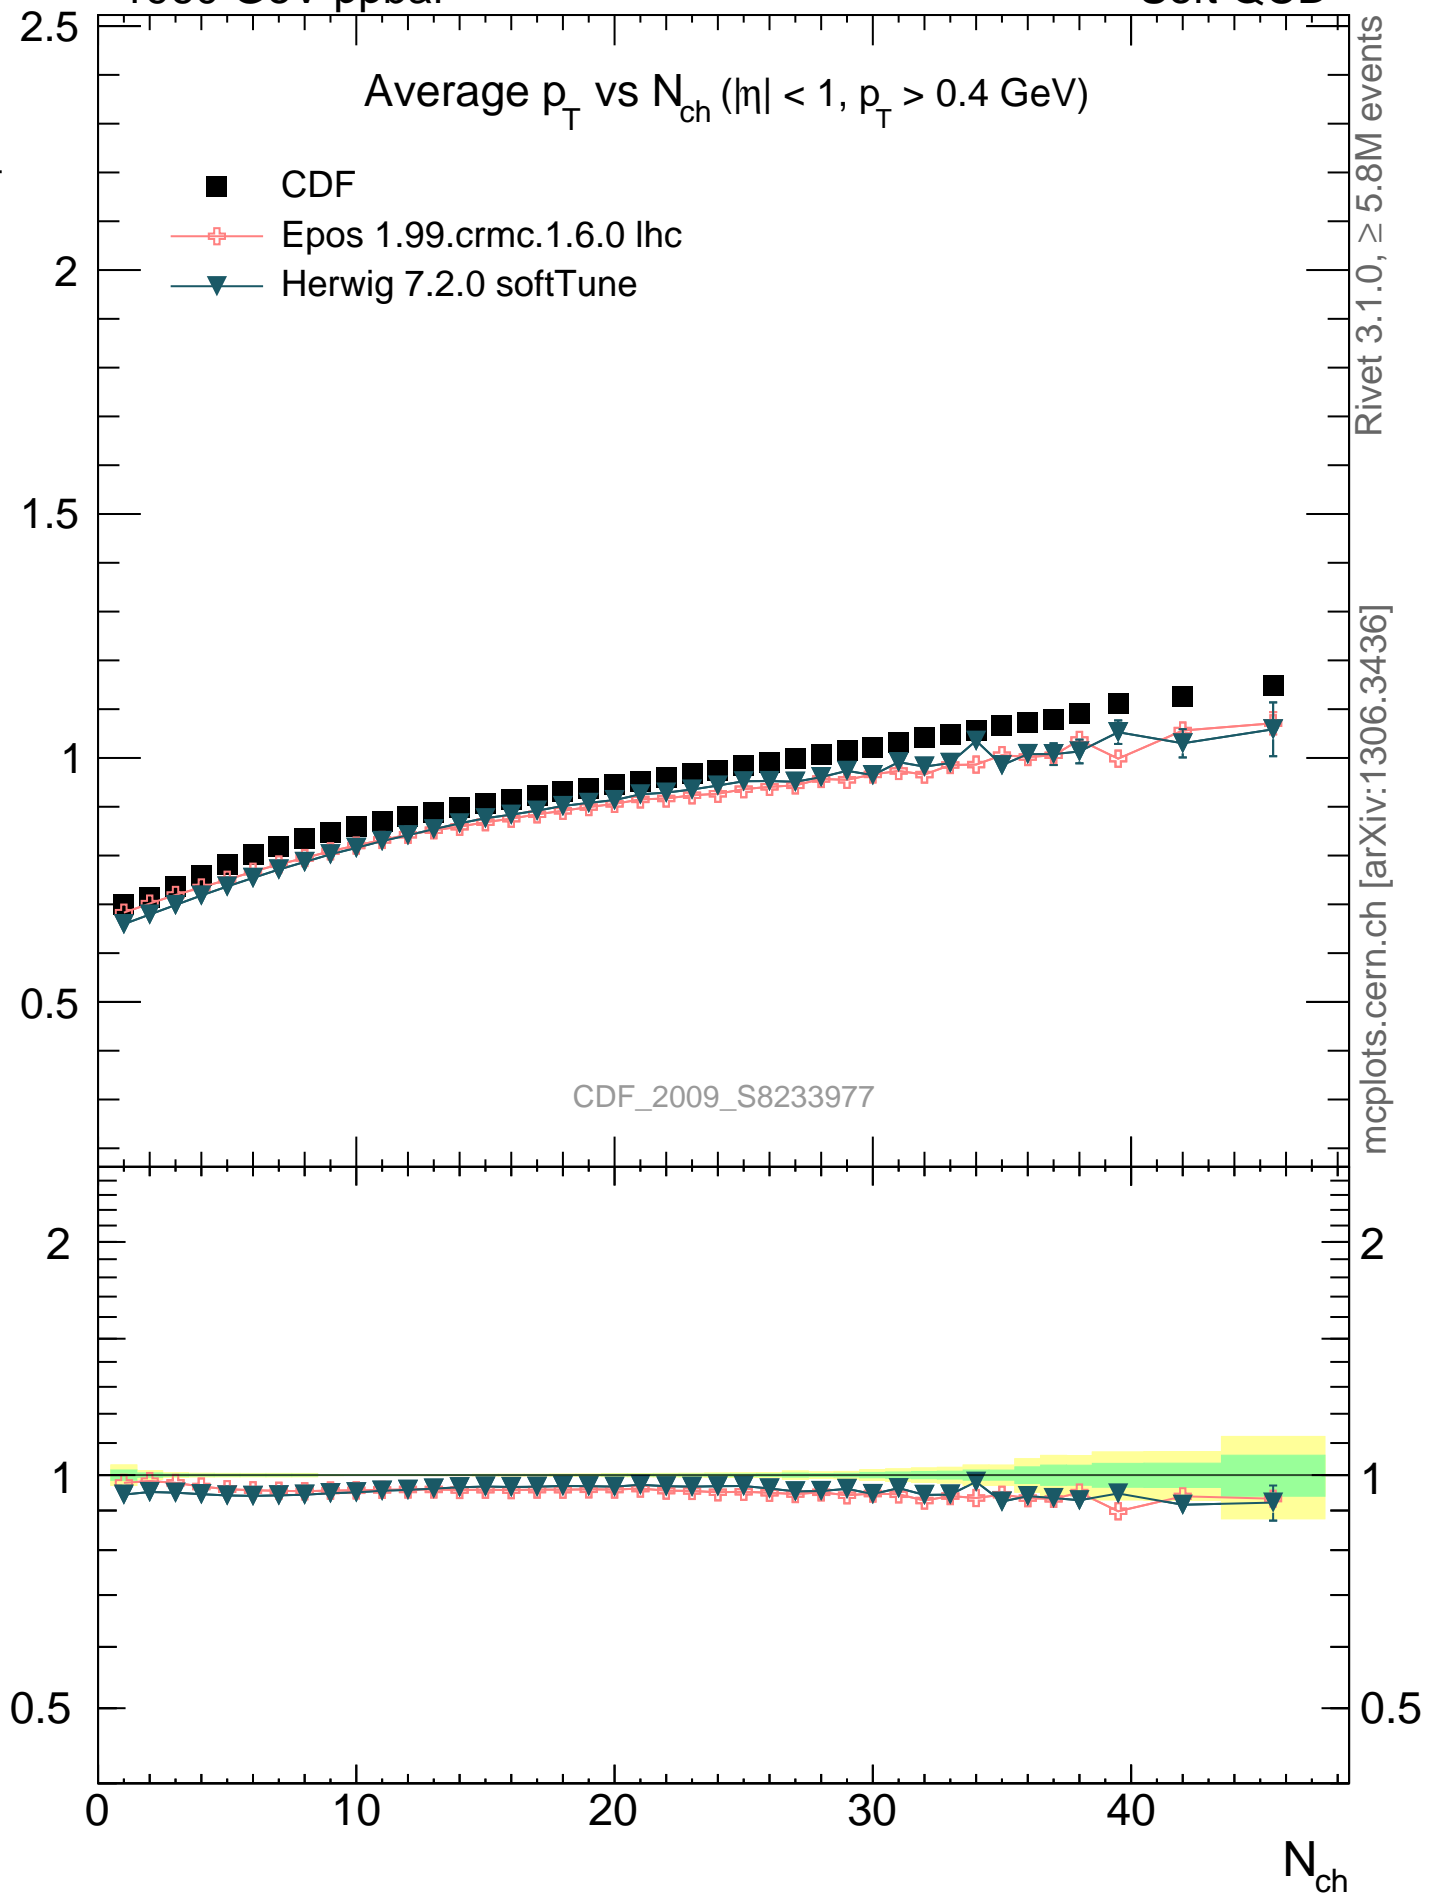 2.5
Average p_T vs N_ch (|η| < 1, p_T > 0.4 GeV)
CDF
Epos 1.99.crmc.1.6.0 lhc
Herwig 7.2.0 softTune
2
1.5
1
0.5
CDF_2009_S8233977
Rivet 3.1.0, ≥ 5.8M events
mcplots.cern.ch [arXiv:1306.3436]
2
2
1
1
0.5
0.5
0
10
20
30
40
N_ch